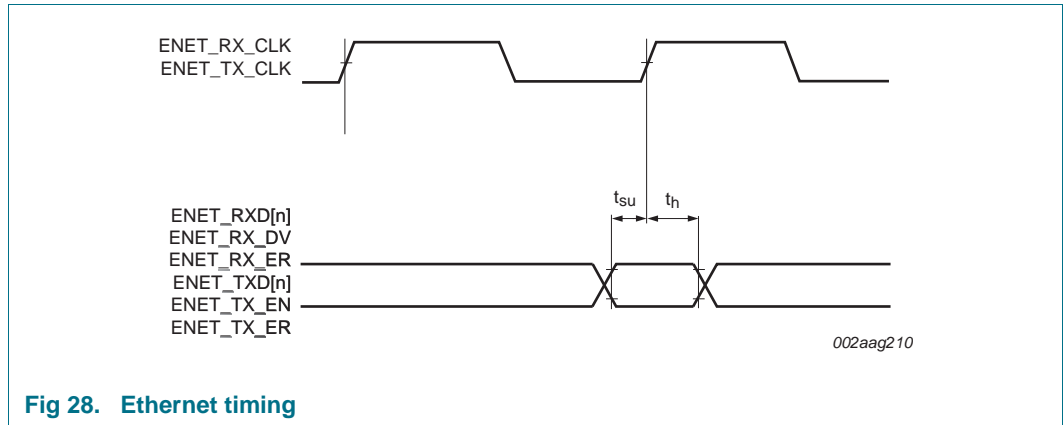 ENET_RX_CLK
ENET_TX_CLK
tsu th
ENET_RXD[n]
ENET_RX_DV
ENET_RX_ER
ENET_TXD[n]
ENET_TX_EN
ENET_TX_ER
002aag210
Fig 28. Ethernet timing